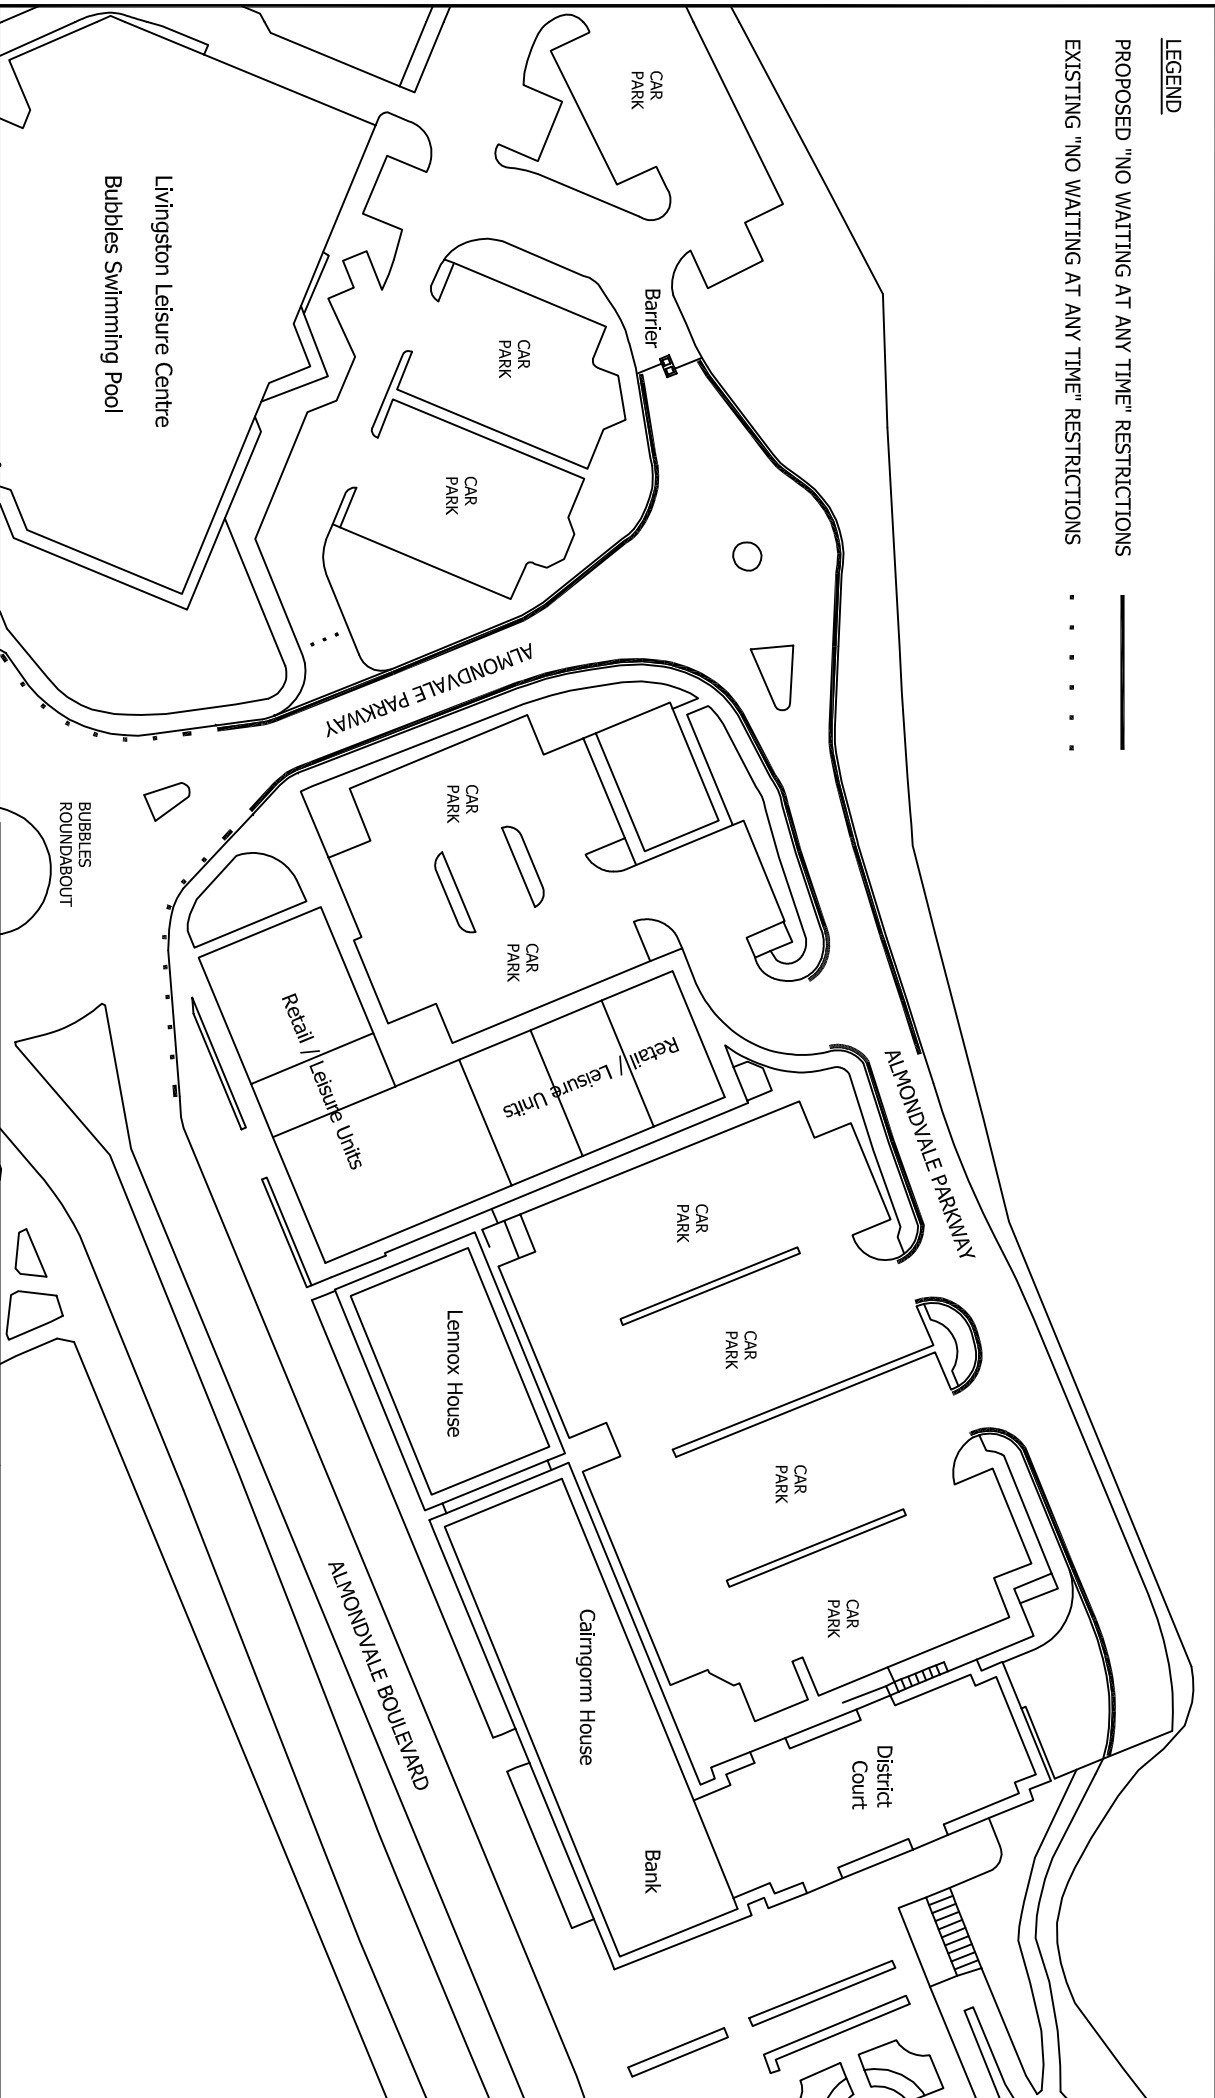 LEGEND
PROPOSED "NO WAITING AT ANY TIME" RESTRICTIONS
EXISTING "NO WAITING AT ANY TIME" RESTRICTIONS
CAR
PARK
Barrier
CAR
PARK
CAR
PARK
Livingston Leisure Centre
Bubbles Swimming Pool
ALMONDVALE PARKWAY
BUBBLES
ROUNDABOUT
CAR
PARK
CAR
PARK
Retail / Leisure Units
Retail / Leisure Units
ALMONDVALE PARKWAY
CAR
PARK
CAR
PARK
CAR
PARK
CAR
PARK
Lennox House
Cairngorm House
ALMONDVALE BOULEVARD
District
Court
Bank